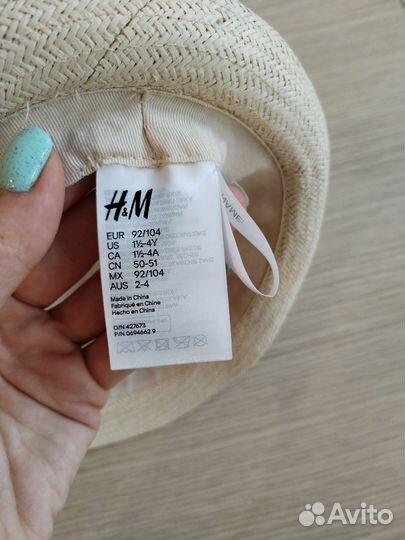 H&M
EUR 92/104
US 1½-4Y
CA 1½-4A
CN 50-51
MX 92/104
AUS 2-4
Made in China
Fabriqué en Chine
Hecho en China
O/N 427673
P/N 0694662 9
NAME
Avito